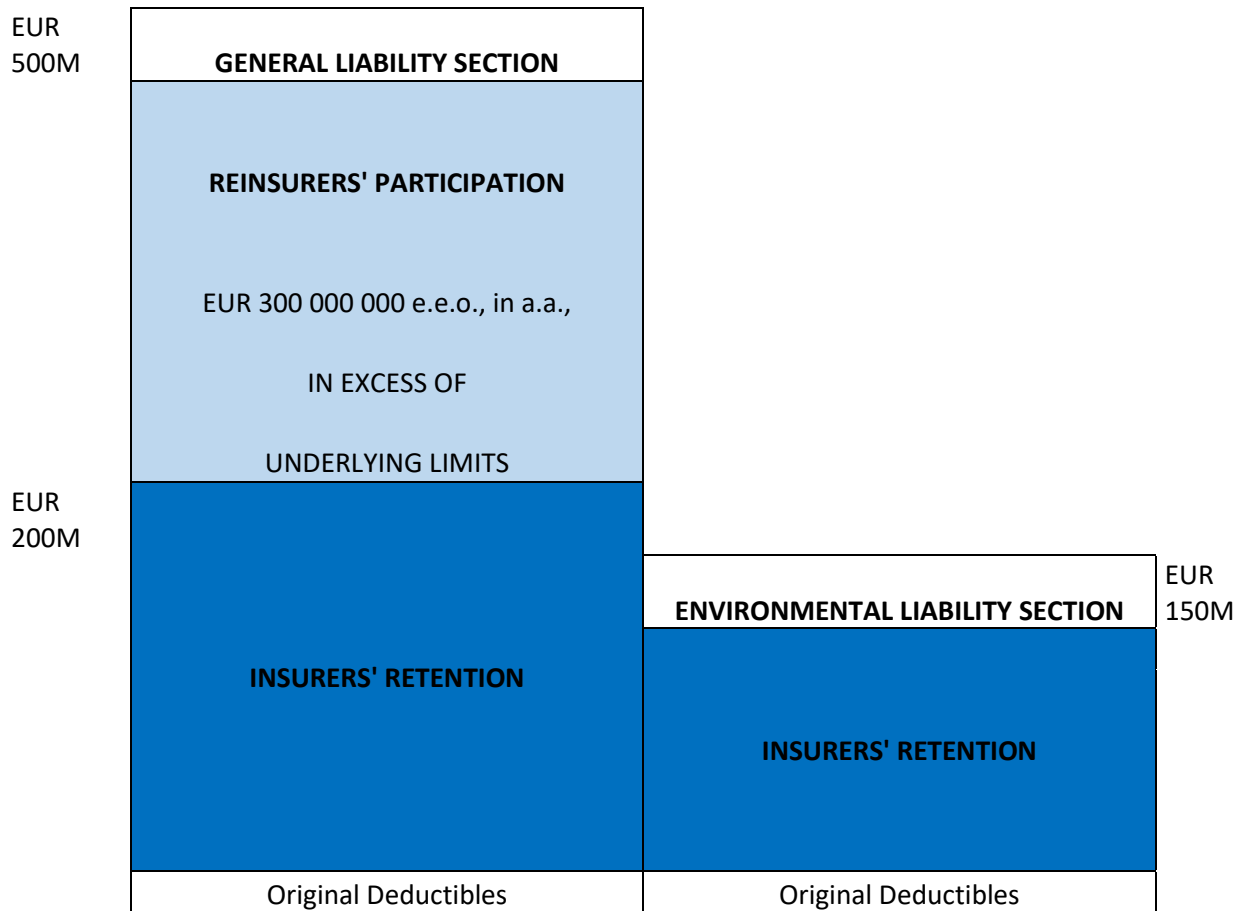 EUR
500M
GENERAL LIABILITY SECTION
REINSURERS' PARTICIPATION
EUR 300 000 000 e.e.o., in a.a.,
IN EXCESS OF
UNDERLYING LIMITS
EUR
200M
EUR
150M
ENVIRONMENTAL LIABILITY SECTION
INSURERS' RETENTION
INSURERS' RETENTION
Original Deductibles
Original Deductibles